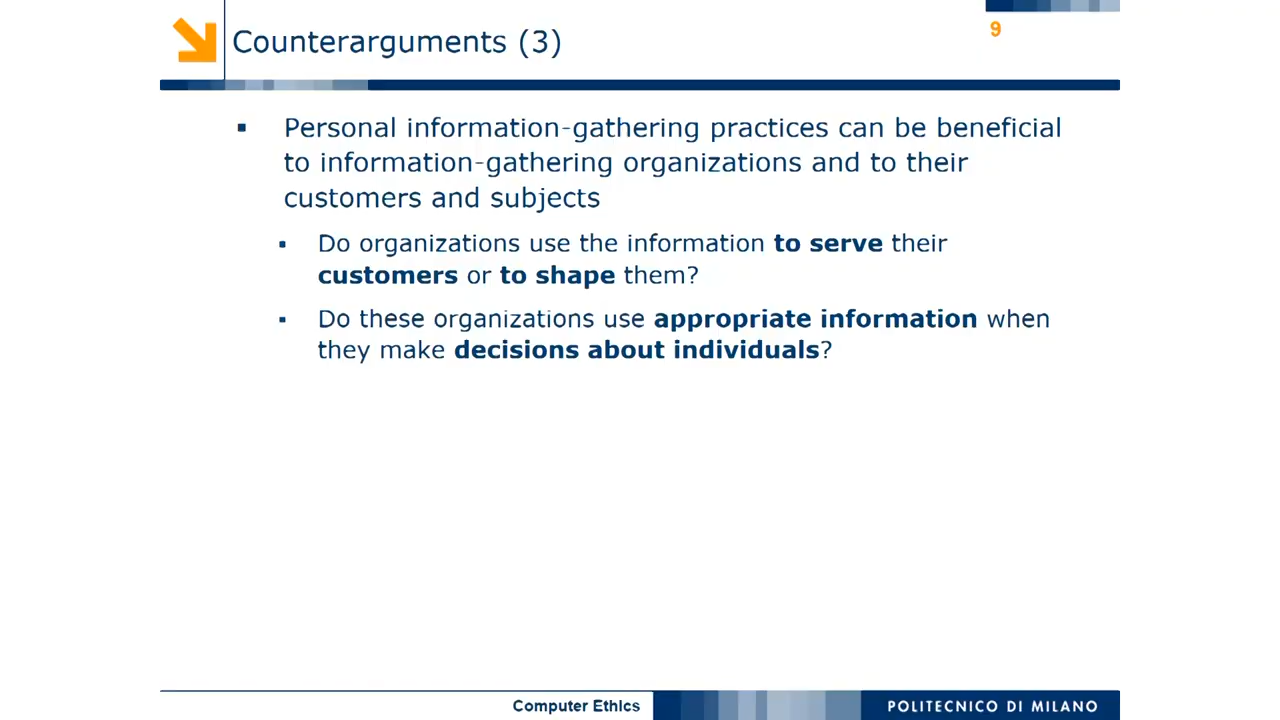 Counterarguments (3)
9
▪ Personal information-gathering practices can be beneficial
to information-gathering organizations and to their
customers and subjects
▪ Do organizations use the information to serve their
customers or to shape them?
▪ Do these organizations use appropriate information when
they make decisions about individuals?
Computer Ethics
POLITECNICO DI MILANO